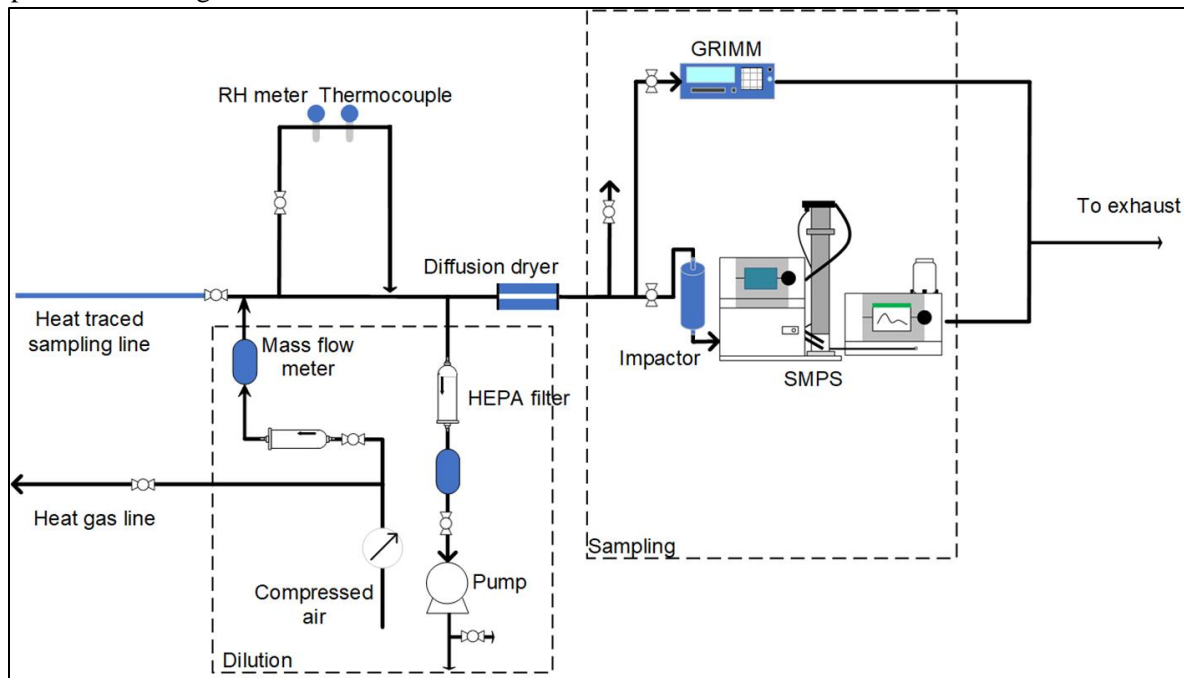 GRIMM
RH meter Thermocouple
To exhaust
Diffusion dryer
Heat traced
sampling line
Mass flow
meter
Impactor
SMPS
HEPA filter
Heat gas line
Sampling
Compressed
air
Pump
Dilution